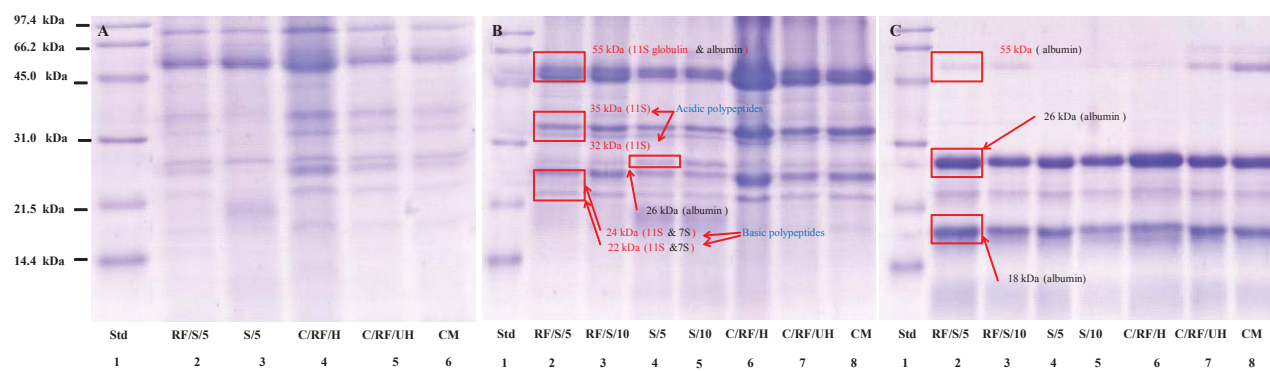 97.4 kDa
66.2 kDa
45.0 kDa
31.0 kDa
21.5 kDa
14.4 kDa
A
Std RF/S/5 S/5 C/RF/H C/RF/UH CM
1 2 3 4 5 6
B
55 kDa (11S globulin & albumin)
35 kDa (11S) Acidic polypeptides
32 kDa (11S)
26 kDa (albumin)
24 kDa (11S & 7S) Basic polypeptides
22 kDa (11S &7S)
Std RF/S/5 RF/S/10 S/5 S/10 C/RF/H C/RF/UH CM
1 2 3 4 5 6 7 8
C
55 kDa ( albumin)
26 kDa (albumin)
18 kDa (albumin)
Std RF/S/5 RF/S/10 S/5 S/10 C/RF/H C/RF/UH CM
1 2 3 4 5 6 7 8